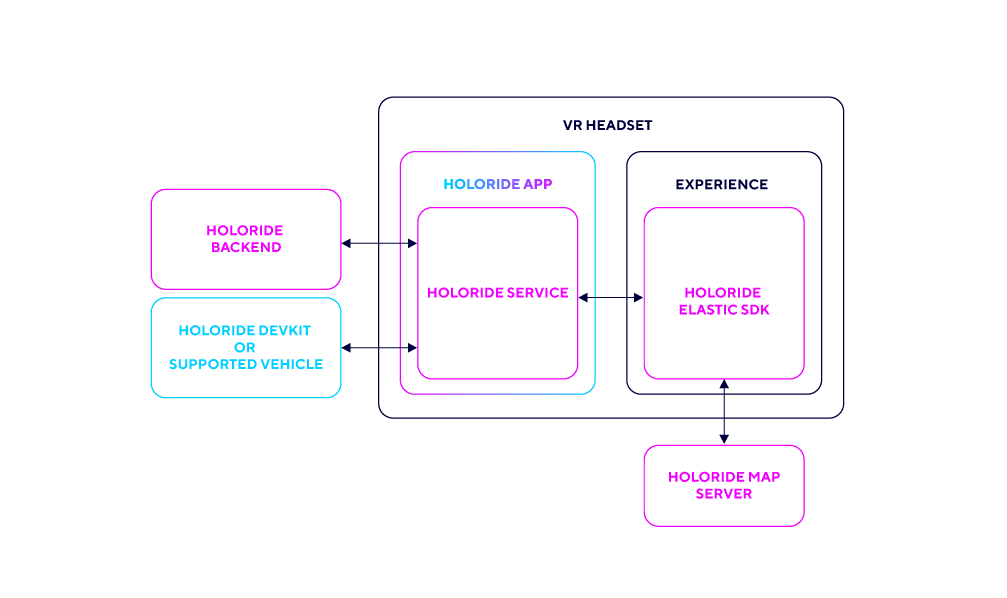 VR HEADSET
HOLORIDE APP
EXPERIENCE
HOLORIDE
BACKEND
HOLORIDE SERVICE
HOLORIDE
ELASTIC SDK
HOLORIDE DEVKIT
OR
SUPPORTED VEHICLE
HOLORIDE MAP
SERVER